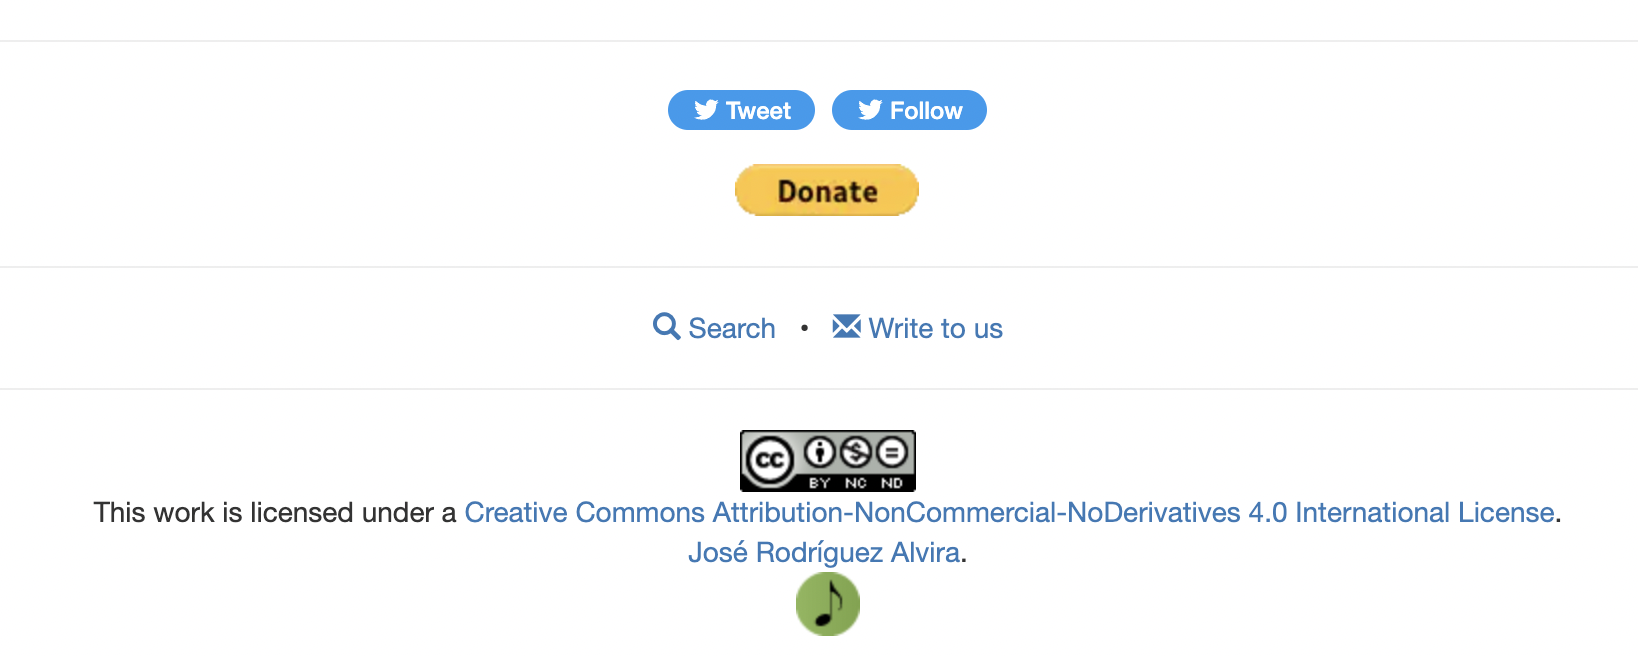 Tweet Follow
Donate
Search • Write to us
cc BY NC ND
This work is licensed under a Creative Commons Attribution-NonCommercial-NoDerivatives 4.0 International License.
José Rodríguez Alvira.